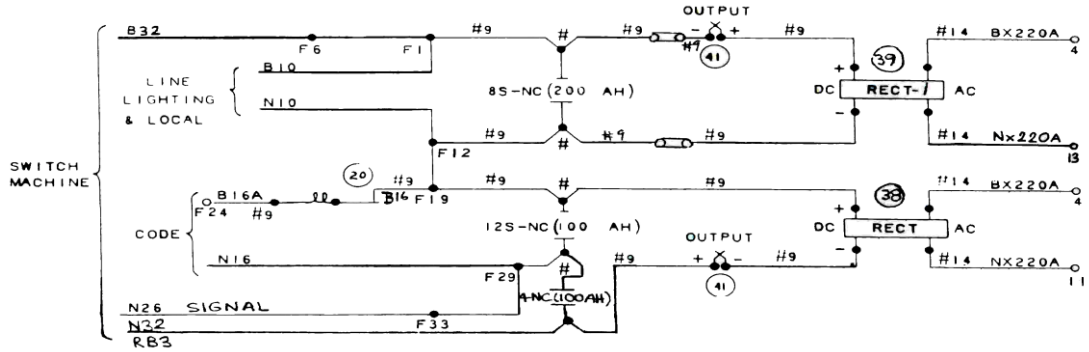 OUTPUT
B32
F6
F1
#9
#
#9
#9
- +
41
#9
#14 BX220A
4
B10
LINE
LIGHTING
& LOCAL
N10
8S-NC (200 AH)
39
+
DC RECT-1 AC
-
#9
#
#9
#9
F12
#14 NX220A
13
SWITCH
MACHINE
20
#9
B16A
F24
#9
B16
F19
#9
#
#9
#14 BX220A
4
38
+
DC RECT AC
-
CODE
12S-NC (100 AH)
OUTPUT
N16
F29
#
#9
+ -
41
#9
#14 NX220A
11
4-NC (100AH)
N26 SIGNAL
F33
N32
RB3